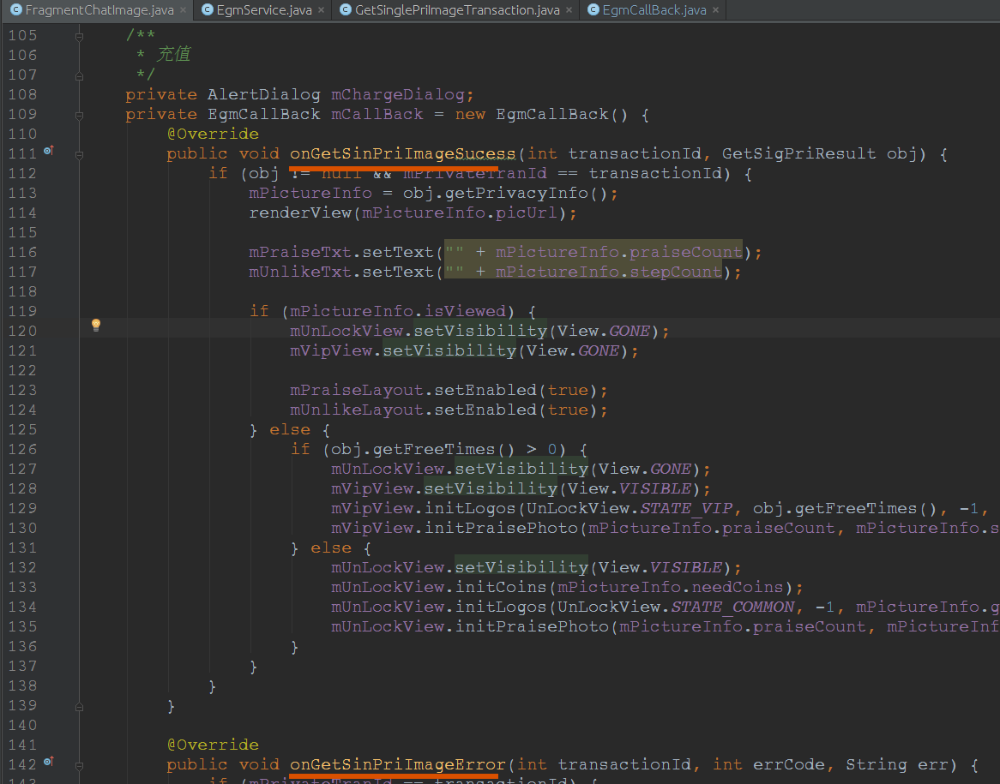 FragmentChatImage.java × EgmService.java × GetSinglePriImageTransaction.java × EgmCallBack.java ×
105 /**
106 * 充值
107 */
108 private AlertDialog mChargeDialog;
109 private EgmCallBack mCallBack = new EgmCallBack() {
110 @Override
111 public void onGetSinPriImageSucess(int transactionId, GetSigPriResult obj) {
112 if (obj != null && mPrivateTranId == transactionId) {
113 mPictureInfo = obj.getPrivacyInfo();
114 renderView(mPictureInfo.picUrl);
115
116 mPraiseTxt.setText("" + mPictureInfo.praiseCount);
117 mUnlikeTxt.setText("" + mPictureInfo.stepCount);
118
119 if (mPictureInfo.isViewed) {
120 mUnLockView.setVisibility(View.GONE);
121 mVipView.setVisibility(View.GONE);
122
123 mPraiseLayout.setEnabled(true);
124 mUnlikeLayout.setEnabled(true);
125 } else {
126 if (obj.getFreeTimes() > 0) {
127 mUnLockView.setVisibility(View.GONE);
128 mVipView.setVisibility(View.VISIBLE);
129 mVipView.initLogos(UnLockView.STATE_VIP, obj.getFreeTimes(), -1,
130 mVipView.initPraisePhoto(mPictureInfo.praiseCount, mPictureInfo.s
131 } else {
132 mUnLockView.setVisibility(View.VISIBLE);
133 mUnLockView.initCoins(mPictureInfo.needCoins);
134 mUnLockView.initLogos(UnLockView.STATE_COMMON, -1, mPictureInfo.g
135 mUnLockView.initPraisePhoto(mPictureInfo.praiseCount, mPictureInf
136 }
137 }
138 }
139 }
140
141 @Override
142 public void onGetSinPriImageError(int transactionId, int errCode, String err) {
143 if (mPrivateTranId == transactionId) {